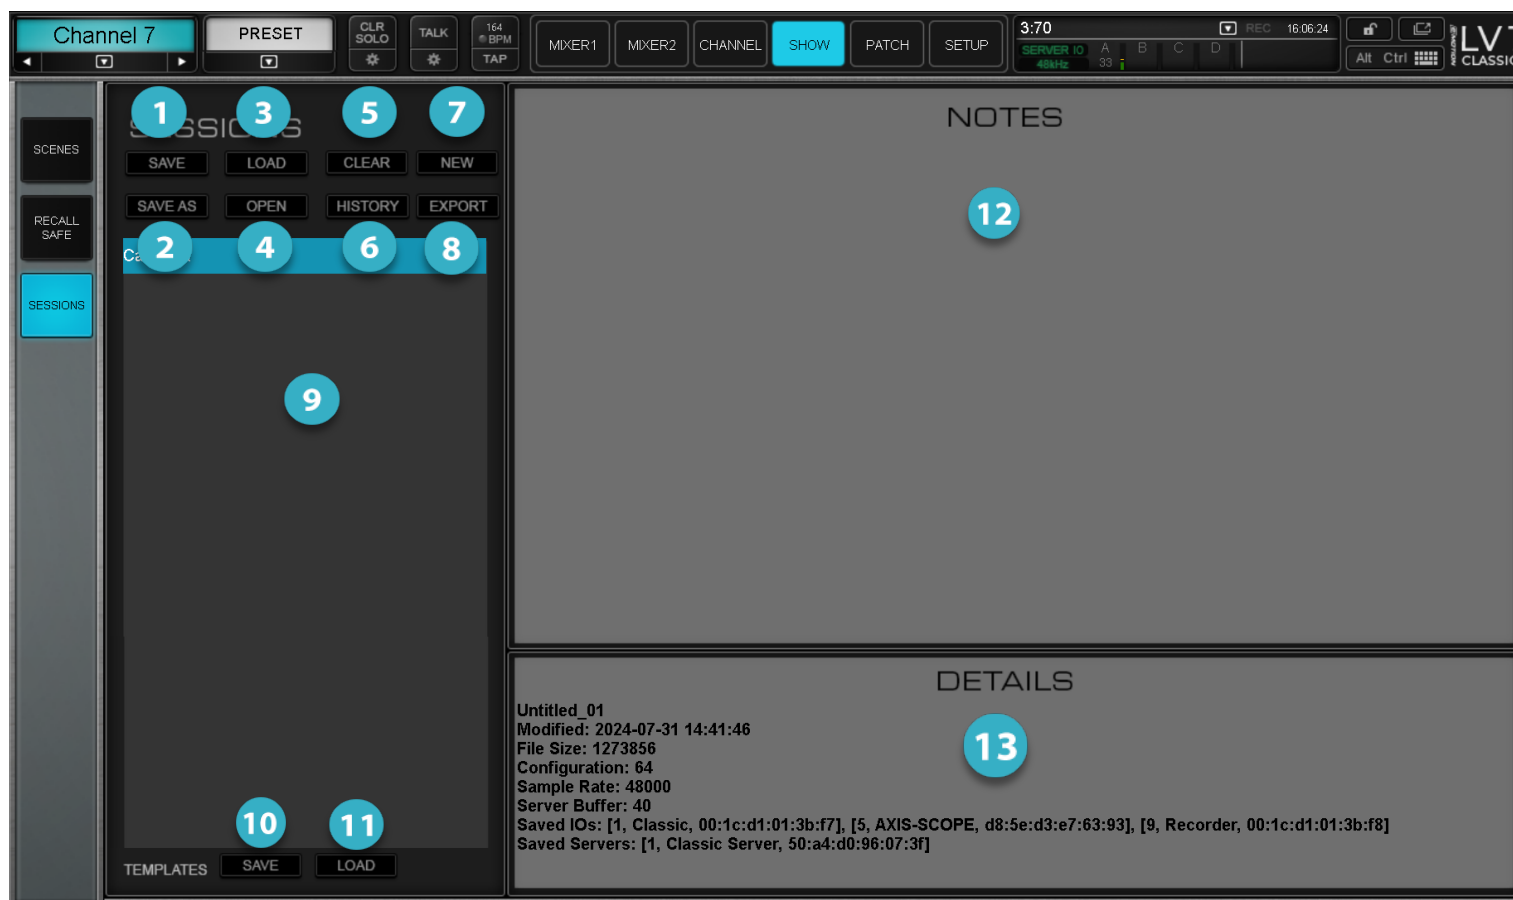 Channel 7
PRESET
CLR SOLO
TALK
164 BPM
TAP
MIXER1
MIXER2
CHANNEL
SHOW
PATCH
SETUP
3:70
REC
16:06:24
SERVER IO
48kHz
A B C D
33
Alt Ctrl
CLASSIC
SCENES
RECALL SAFE
SESSIONS
1 3 5 7
SAVE LOAD CLEAR NEW
SAVE AS OPEN HISTORY EXPORT
2 4 6 8
9
10 11
TEMPLATES SAVE LOAD
NOTES
12
DETAILS
13
Untitled_01
Modified: 2024-07-31 14:41:46
File Size: 1273856
Configuration: 64
Sample Rate: 48000
Server Buffer: 40
Saved IOs: [1, Classic, 00:1c:d1:01:3b:f7], [5, AXIS-SCOPE, d8:5e:d3:e7:63:93], [9, Recorder, 00:1c:d1:01:3b:f8]
Saved Servers: [1, Classic Server, 50:a4:d0:96:07:3f]